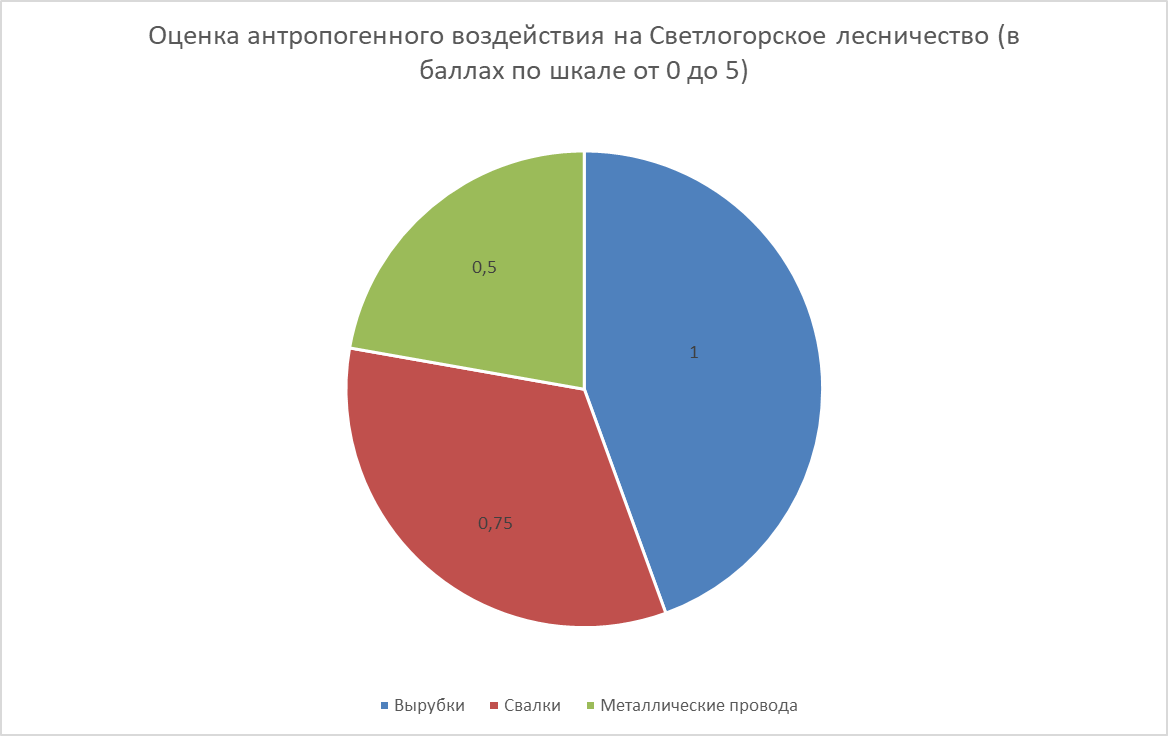 Оценка антропогенного воздействия на Светлогорское лесничество (в
баллах по шкале от 0 до 5)
0,5
1
0,75
Вырубки Свалки Металлические провода